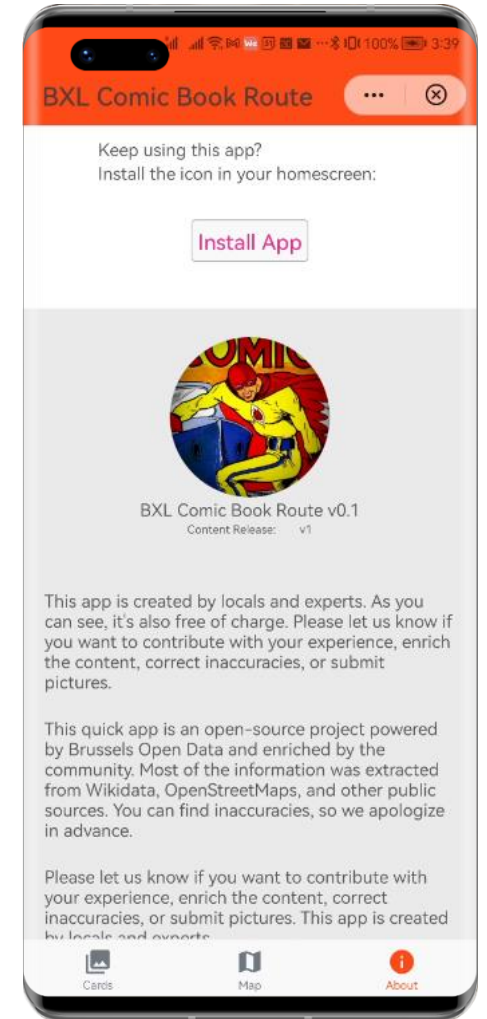 100% 3:39
BXL Comic Book Route
Keep using this app?
Install the icon in your homescreen:
Install App
COMIC
BXL Comic Book Route v0.1
Content Release: v1
This app is created by locals and experts. As you
can see, it's also free of charge. Please let us know if
you want to contribute with your experience, enrich
the content, correct inaccuracies, or submit
pictures.
This quick app is an open-source project powered
by Brussels Open Data and enriched by the
community. Most of the information was extracted
from Wikidata, OpenStreetMaps, and other public
sources. You can find inaccuracies, so we apologize
in advance.
Please let us know if you want to contribute with
your experience, enrich the content, correct
inaccuracies, or submit pictures. This app is created
by locals and experts
Cards
Map
About